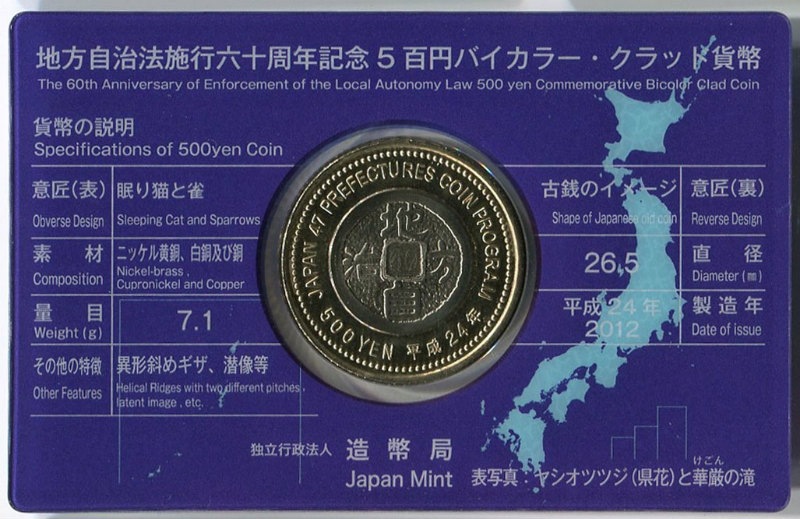 地方自治法施行六十周年記念5百円バイカラー・クラッド貨幣
The 60th Anniversary of Enforcement of the Local Autonomy Law 500 yen Commemorative Bicolor Clad Coin
貨幣の説明
Specifications of 500yen Coin
意匠(表) 眠り猫と雀
Obverse Design Sleeping Cat and Sparrows
素材 ニッケル黄銅、白銅及び銅
Composition Nickel-brass, Cupronickel and Copper
量目 7.1
Weight (g)
その他の特徴 異形斜めギザ、潜像等
Other Features Helical Ridges with two different pitches, latent image, etc.
JAPAN 47 PREFECTURES COIN PROGRAM
地方自治
500 YEN 平成24年
古銭のイメージ 意匠(裏)
Shape of Japanese old coin Reverse Design
26.5 直径
Diameter (㎜)
平成24年 製造年
2012 Date of issue
独立行政法人 造幣局
Japan Mint
けごん
表写真:ヤシオツツジ(県花)と華厳の滝